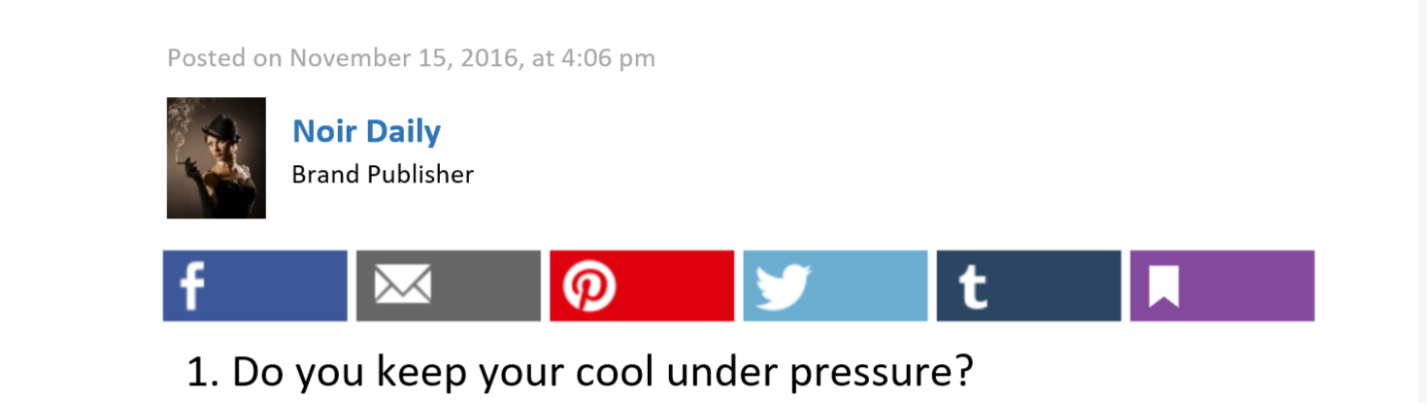 Posted on November 15, 2016, at 4:06 pm
Noir Daily
Brand Publisher
1. Do you keep your cool under pressure?